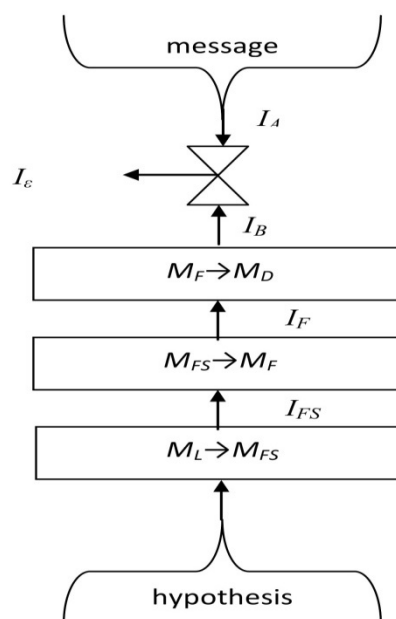 message
I_A
I_ε
I_B
M_F→M_D
I_F
M_FS→M_F
I_FS
M_L→M_FS
hypothesis